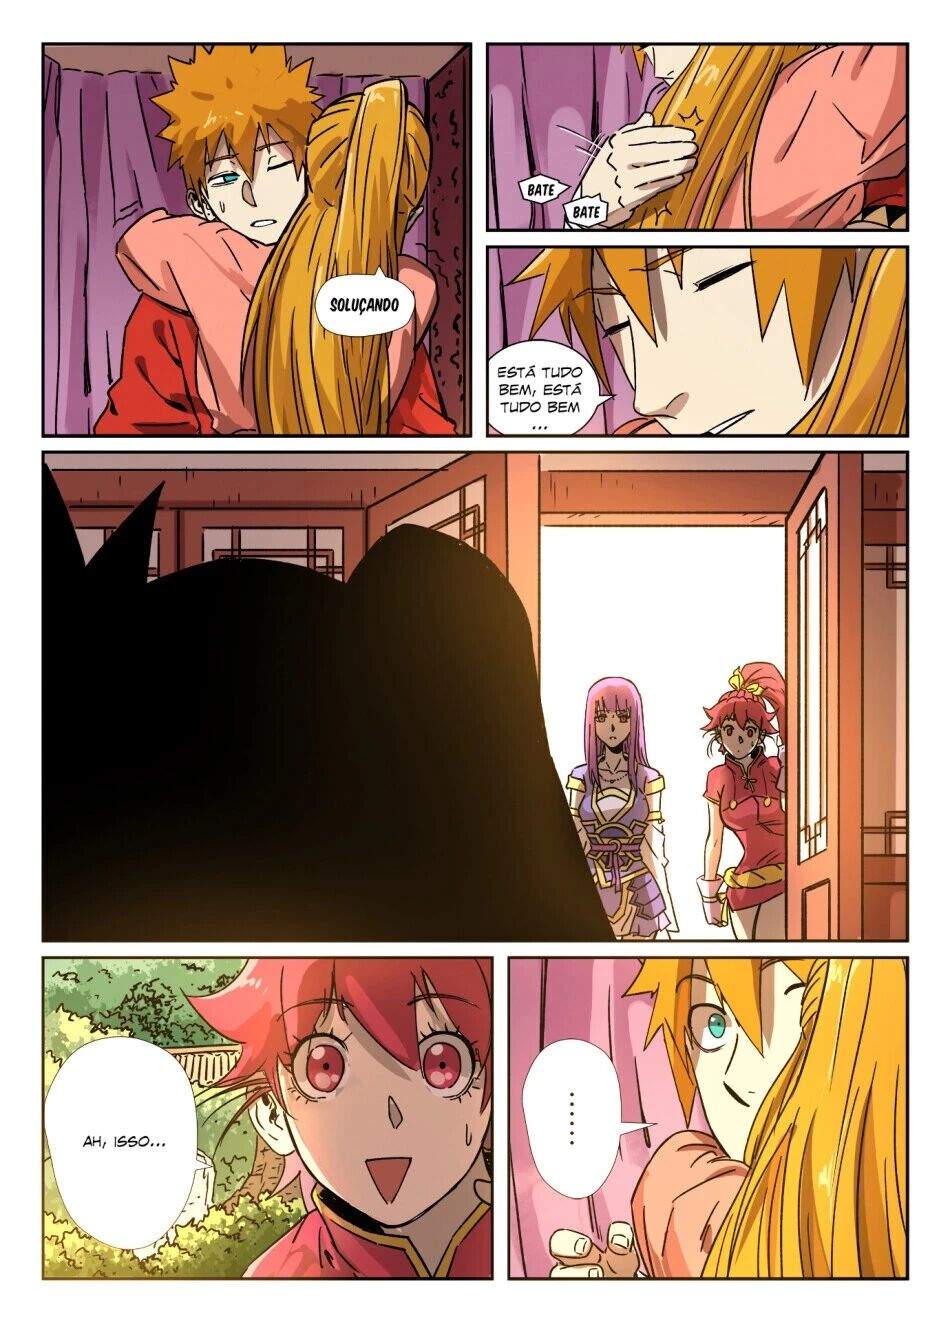 SOLUÇANDO
BATE
BATE
ESTÁ TUDO
BEM, ESTÁ
TUDO BEM
...
AH, ISSO...
......